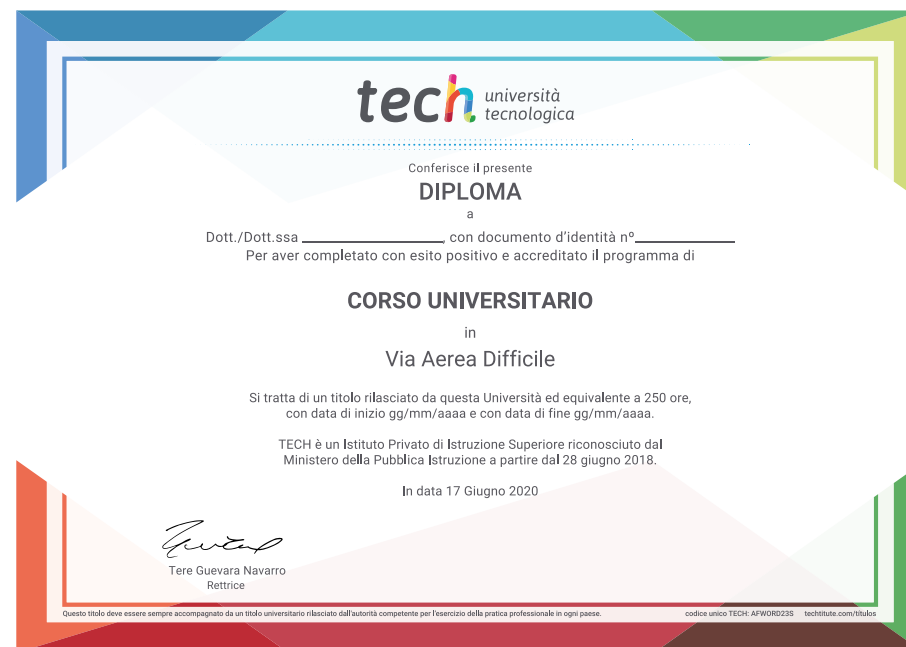 tech università
tecnologica
Conferisce il presente
DIPLOMA
a
Dott./Dott.ssa ________________, con documento d'identità nº____________
Per aver completato con esito positivo e accreditato il programma di
CORSO UNIVERSITARIO
in
Via Aerea Difficile
Si tratta di un titolo rilasciato da questa Università ed equivalente a 250 ore,
con data di inizio gg/mm/aaaa e con data di fine gg/mm/aaaa.
TECH è un Istituto Privato di Istruzione Superiore riconosciuto dal
Ministero della Pubblica Istruzione a partire dal 28 giugno 2018.
In data 17 Giugno 2020
Tere Guevara Navarro
Rettrice
Questo titolo deve essere sempre accompagnato da un titolo universitario rilasciato dall'autorità competente per l'esercizio della pratica professionale in ogni paese. codice unico TECH: AFWORD23S techtitute.com/títulos